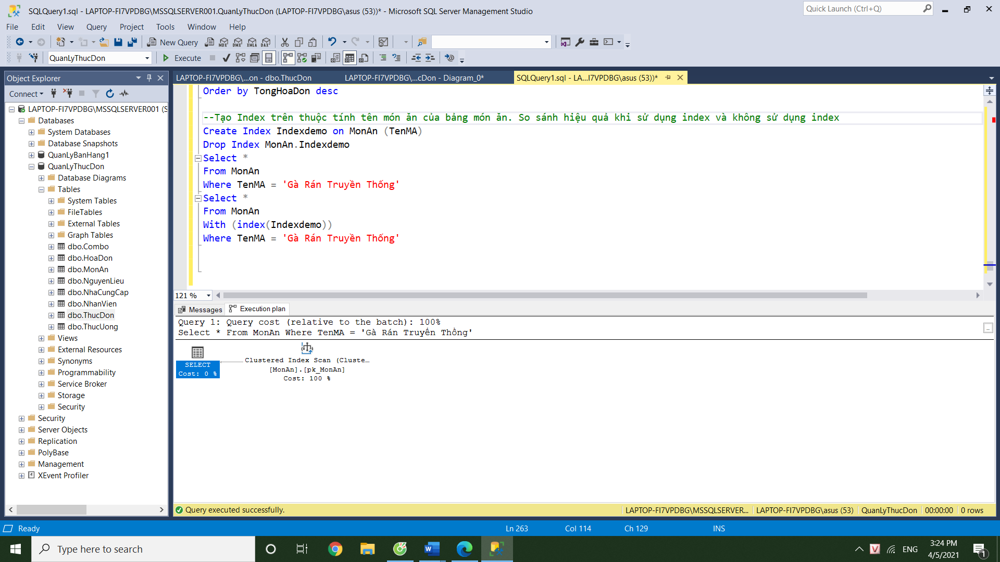 SQLQuery1.sql - LAPTOP-FI7VPDBG\MSSQLSERVER001.QuanLyThucDon (LAPTOP-FI7VPDBG\asus (53))* - Microsoft SQL Server Management Studio
Quick Launch (Ctrl+Q)
File Edit View Query Project Tools Window Help
New Query
MDX DMX XMLA DAX
QuanLyThucDon
Execute
Object Explorer
LAPTOP-FI7VPDBG\...on - dbo.ThucDon
LAPTOP-FI7VPDBG\...cDon - Diagram_0*
SQLQuery1.sql - LA...I7VPDBG\asus (53))*
Connect
LAPTOP-FI7VPDBG\MSSQLSERVER001 (S
Databases
System Databases
Database Snapshots
QuanLyBanHang1
QuanLyThucDon
Database Diagrams
Tables
System Tables
FileTables
External Tables
Graph Tables
dbo.Combo
dbo.HoaDon
dbo.MonAn
dbo.NguyenLieu
dbo.NhaCungCap
dbo.NhanVien
dbo.ThucDon
dbo.ThucUong
Views
External Resources
Synonyms
Programmability
Service Broker
Storage
Security
Security
Server Objects
Replication
PolyBase
Management
XEvent Profiler
Order by TongHoaDon desc
--Tạo Index trên thuộc tính tên món ăn của bảng món ăn. So sánh hiệu quả khi sử dụng index và không sử dụng index
Create Index Indexdemo on MonAn (TenMA)
Drop Index MonAn.Indexdemo
Select *
From MonAn
Where TenMA = 'Gà Rán Truyền Thống'
Select *
From MonAn
With (index(Indexdemo))
Where TenMA = 'Gà Rán Truyền Thống'
121 %
Messages
Execution plan
Query 1: Query cost (relative to the batch): 100%
Select * From MonAn Where TenMA = 'Gà Rán Truyền Thống'
...
SELECT
Cost: 0 %
Clustered Index Scan (Cluste…
[MonAn].[pk_MonAn]
Cost: 100 %
Query executed successfully.
LAPTOP-FI7VPDBG\MSSQLSERVER...
LAPTOP-FI7VPDBG\asus (53)
QuanLyThucDon
00:00:00
0 rows
Ready
Ln 263
Col 114
Ch 129
INS
Type here to search
ENG
3:24 PM
4/5/2021
1